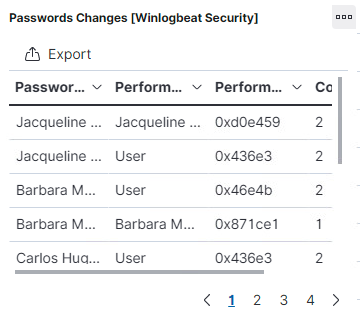 Passwords Changes [Winlogbeat Security]
Export
Passwor... Perform... Perform... Co
Jacqueline ... Jacqueline ... 0xd0e459 2
Jacqueline ... User 0x436e3 2
Barbara M... User 0x46e4b 2
Barbara M... Barbara M... 0x871ce1 1
Carlos Hug... User 0x436e3 2
1 2 3 4